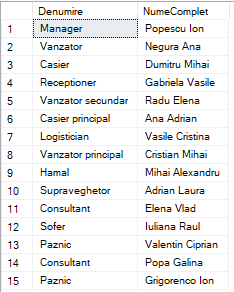 Denumire NumeComplet
1 Manager Popescu Ion
2 Vanzator Negura Ana
3 Casier Dumitru Mihai
4 Receptioner Gabriela Vasile
5 Vanzator secundar Radu Elena
6 Casier principal Ana Adrian
7 Logistician Vasile Cristina
8 Vanzator principal Cristian Mihai
9 Hamal Mihai Alexandru
10 Supraveghetor Adrian Laura
11 Consultant Elena Vlad
12 Sofer Iuliana Raul
13 Paznic Valentin Ciprian
14 Consultant Popa Galina
15 Paznic Grigorenco Ion